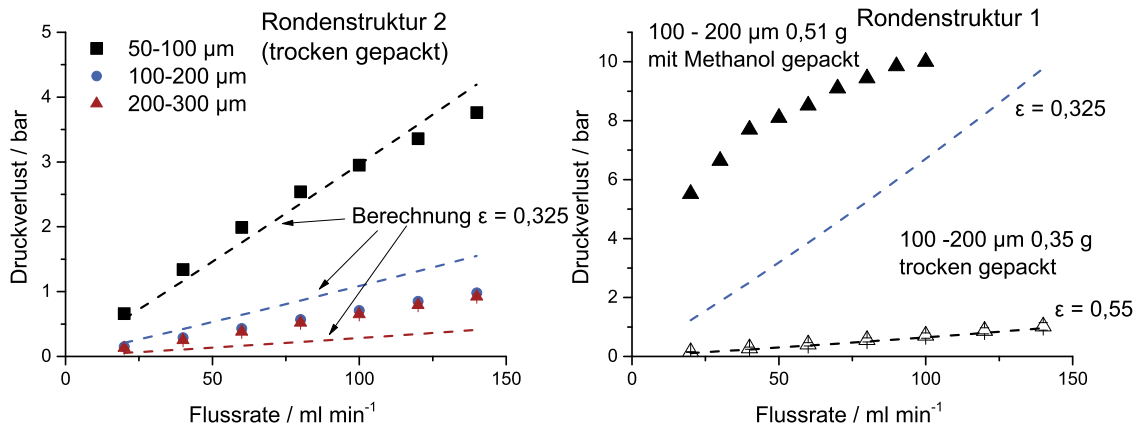 Rondenstruktur 2
(trocken gepackt)
50-100 µm
100-200 µm
200-300 µm
Berechnung ε = 0,325
Druckverlust / bar
5
4
3
2
1
0
0
50
100
150
Flussrate / ml min⁻¹
Rondenstruktur 1
100 - 200 µm 0,51 g
mit Methanol gepackt
ε = 0,325
100 -200 µm 0,35 g
trocken gepackt
ε = 0,55
Druckverlust / bar
10
8
6
4
2
0
0
50
100
150
Flussrate / ml min⁻¹